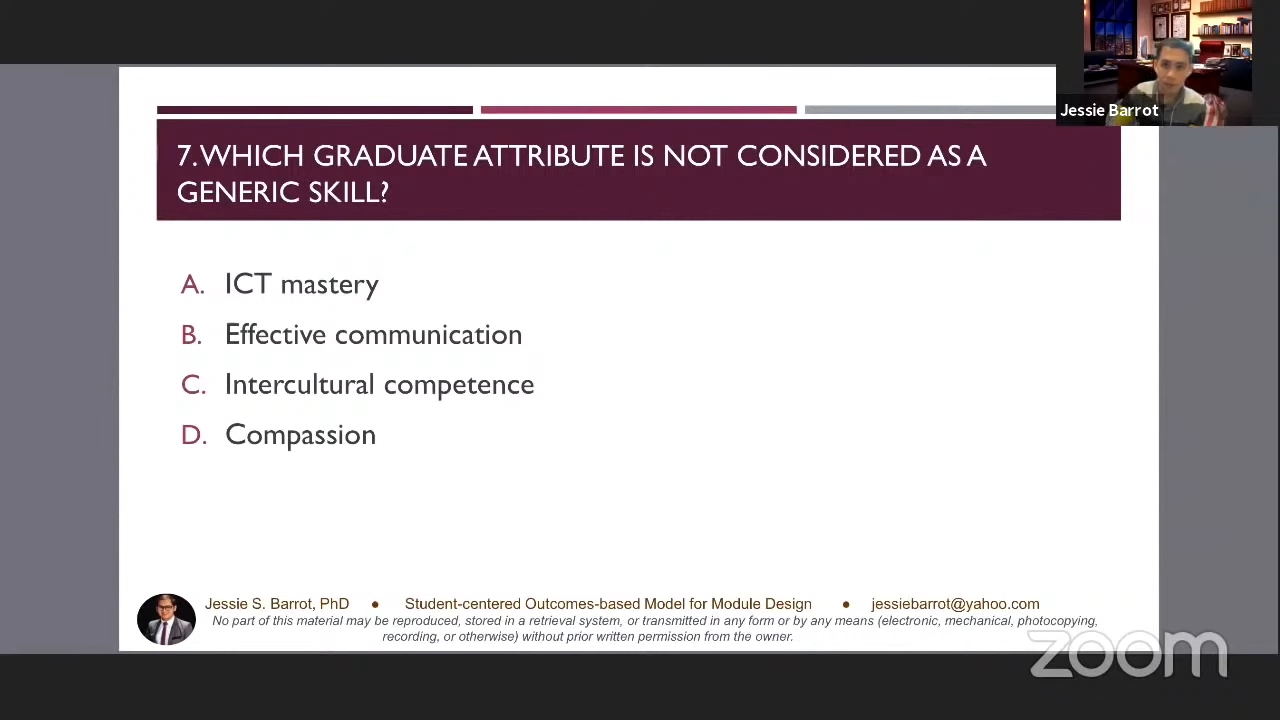 Jessie Barrot
7. WHICH GRADUATE ATTRIBUTE IS NOT CONSIDERED AS A
GENERIC SKILL?
A. ICT mastery
B. Effective communication
C. Intercultural competence
D. Compassion
Jessie S. Barrot, PhD ● Student-centered Outcomes-based Model for Module Design ● jessiebarrot@yahoo.com
No part of this material may be reproduced, stored in a retrieval system, or transmitted in any form or by any means (electronic, mechanical, photocopying,
recording, or otherwise) without prior written permission from the owner.
zoom